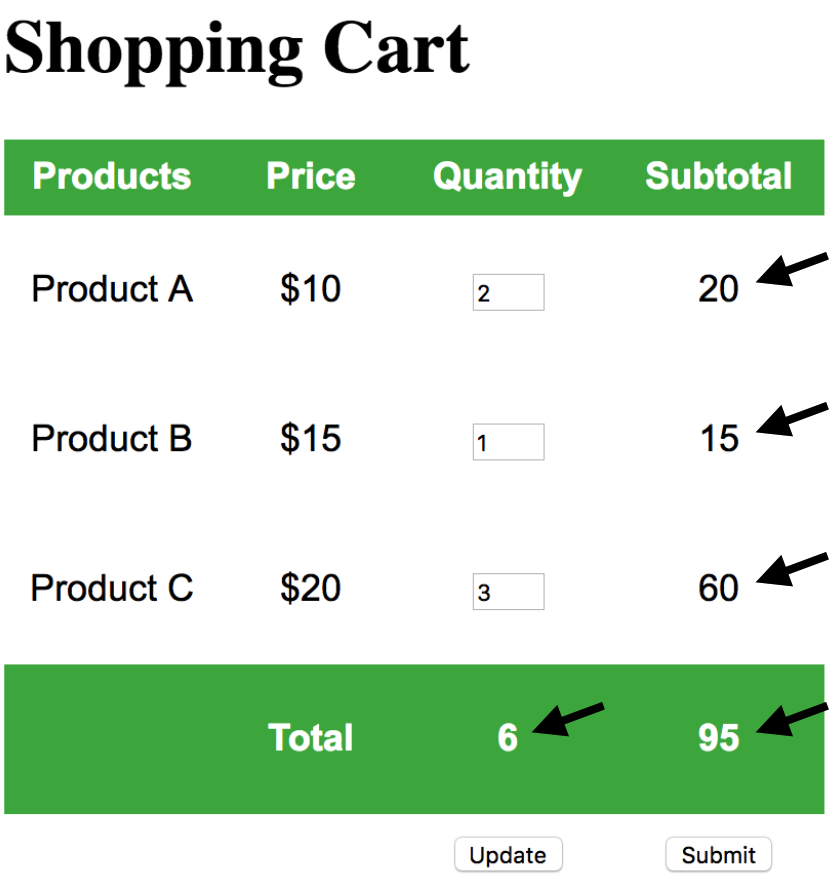 Shopping Cart
Products Price Quantity Subtotal
Product A $10 2 20
Product B $15 1 15
Product C $20 3 60
Total 6 95
Update Submit